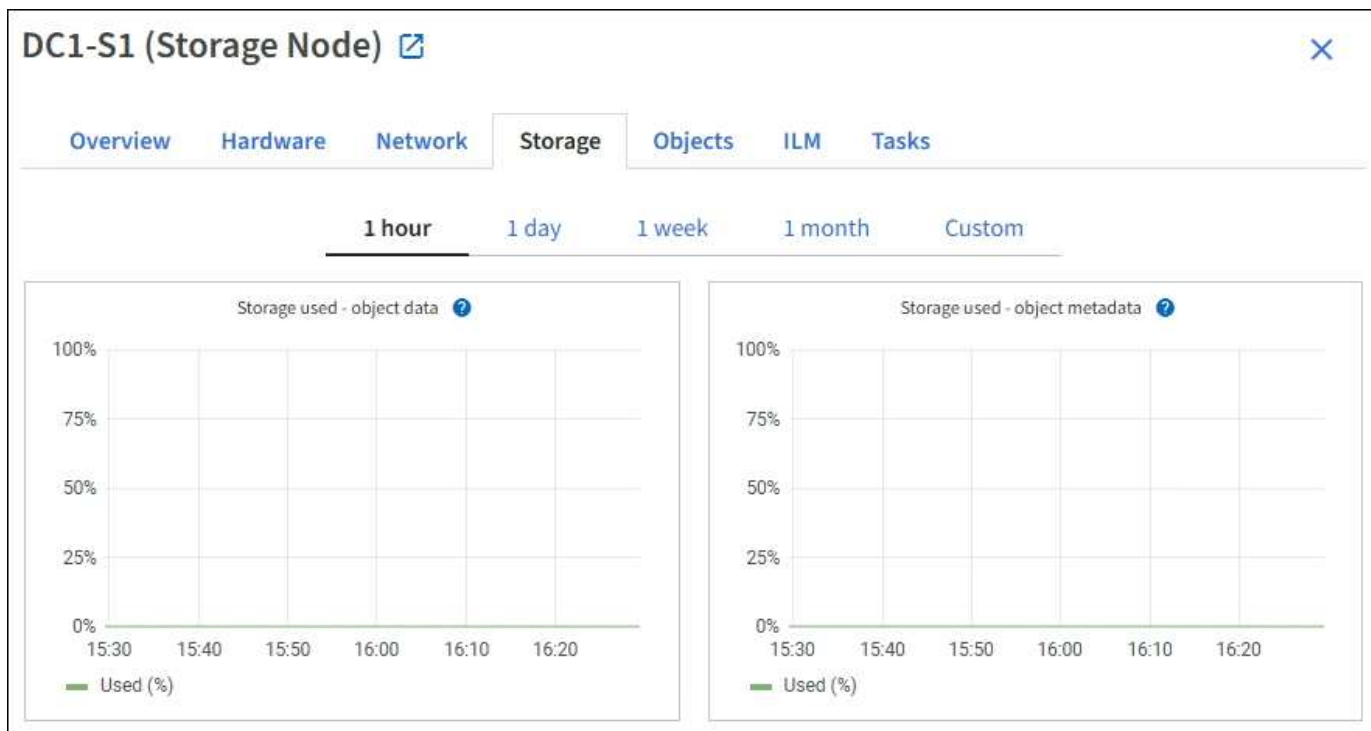 DC1-S1 (Storage Node)
Overview Hardware Network Storage Objects ILM Tasks
1 hour 1 day 1 week 1 month Custom
Storage used - object data ?
100%
75%
50%
25%
0%
15:30 15:40 15:50 16:00 16:10 16:20
Used (%)
Storage used - object metadata ?
100%
75%
50%
25%
0%
15:30 15:40 15:50 16:00 16:10 16:20
Used (%)